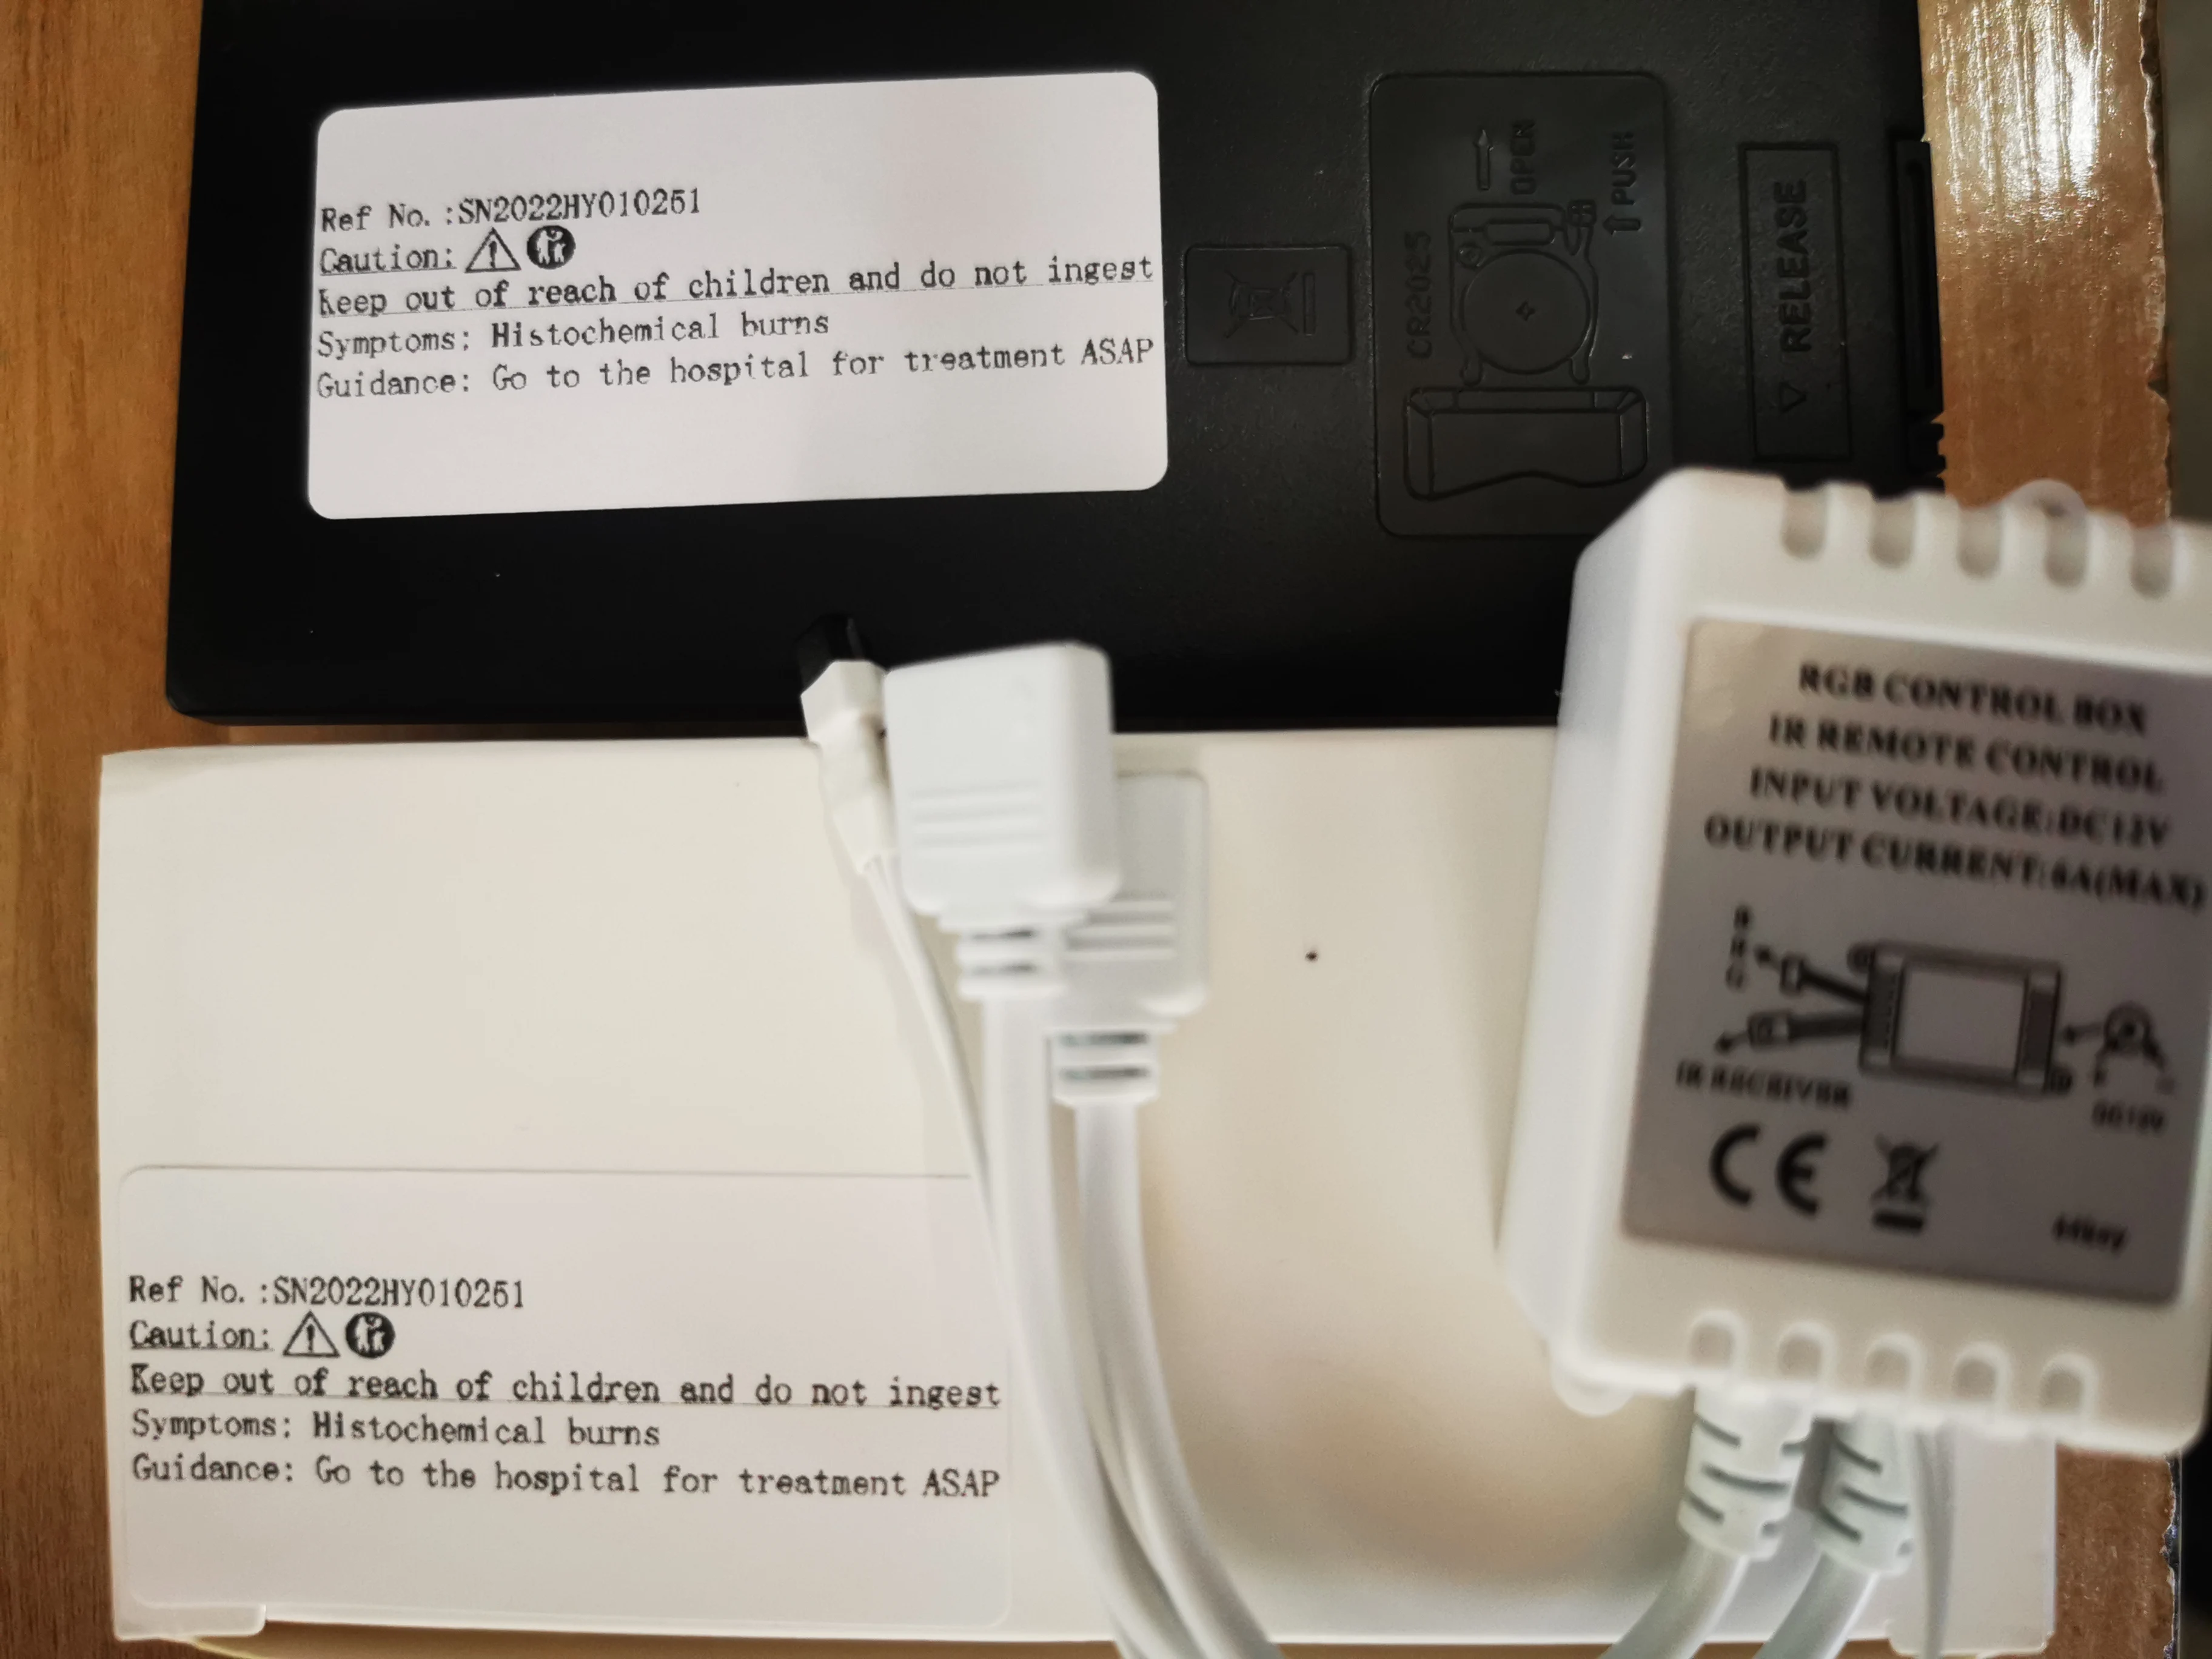 Ref No. :SN2022HY010251
Caution:
Keep out of reach of children and do not ingest
Symptoms: Histochemical burns
Guidance: Go to the hospital for treatment ASAP
CR2025
OPEN
PUSH
RELEASE
RGB CONTROL BOX
IR REMOTE CONTROL
INPUT VOLTAGE:DC12V
OUTPUT CURRENT:6A(MAX)
B
R
G
IR RECEIVER
DC12V
CE
44key
Ref No. :SN2022HY010251
Caution:
Keep out of reach of children and do not ingest
Symptoms: Histochemical burns
Guidance: Go to the hospital for treatment ASAP